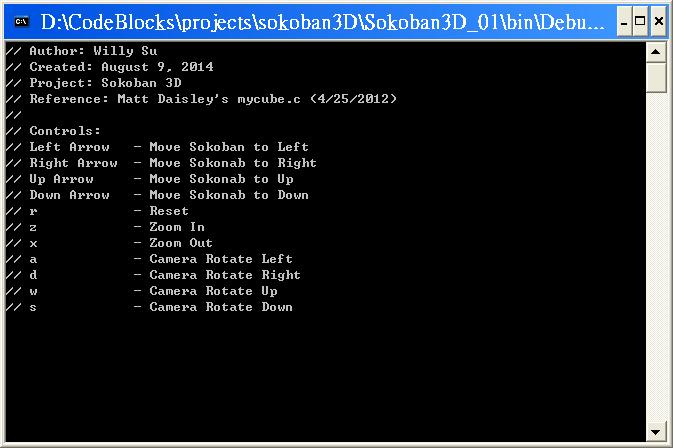 D:\CodeBlocks\projects\sokoban3D\Sokoban3D_01\bin\Debu...
// Author: Willy Su
// Created: August 9, 2014
// Project: Sokoban 3D
// Reference: Matt Daisley's mycube.c (4/25/2012)
//
// Controls:
// Left Arrow   - Move Sokoban to Left
// Right Arrow  - Move Sokonab to Right
// Up Arrow     - Move Sokonab to Up
// Down Arrow   - Move Sokonab to Down
// r            - Reset
// z            - Zoom In
// x            - Zoom Out
// a            - Camera Rotate Left
// d            - Camera Rotate Right
// w            - Camera Rotate Up
// s            - Camera Rotate Down